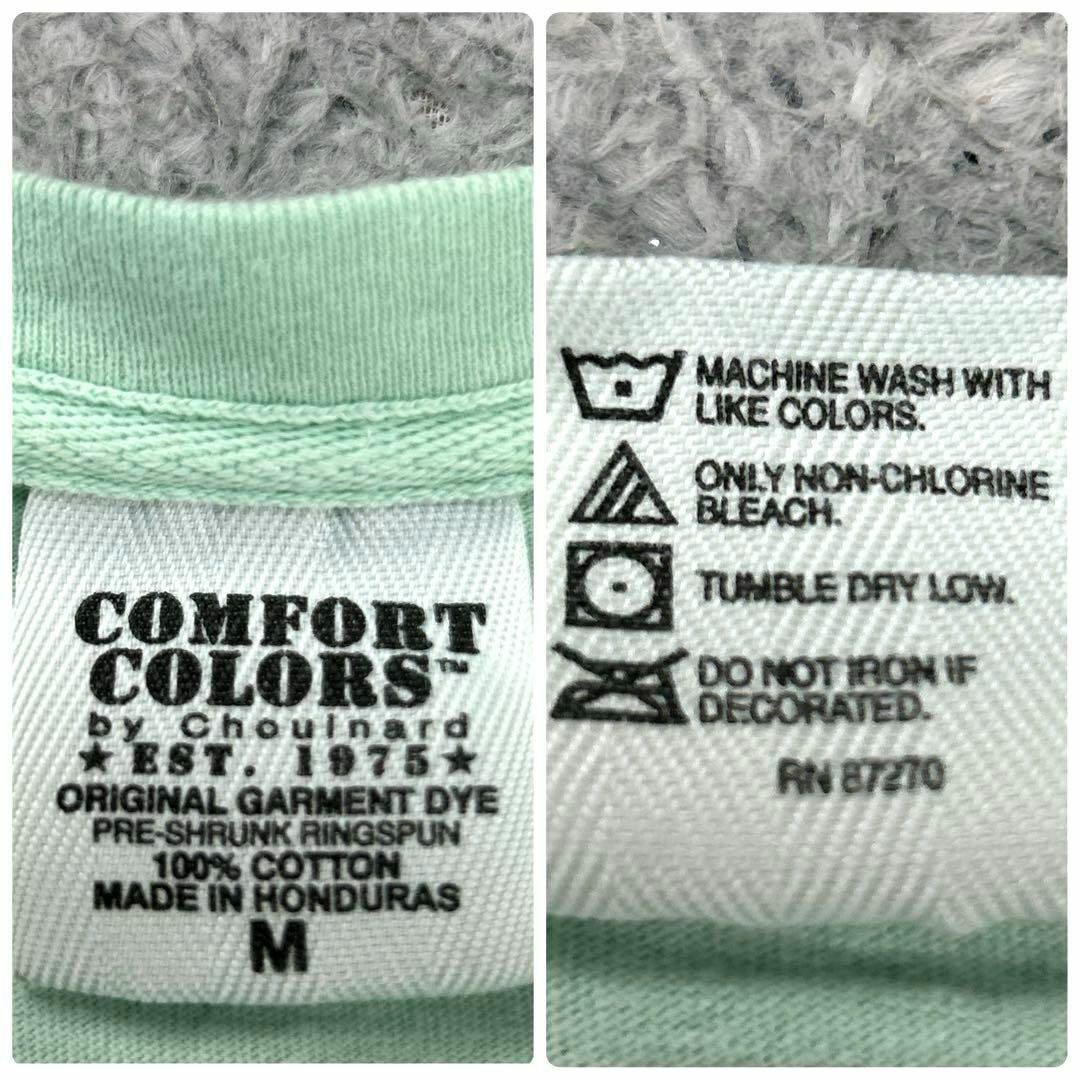 COMFORT
COLORS™
by Chouinard
★ EST. 1975 ★
ORIGINAL GARMENT DYE
PRE-SHRUNK RINGSPUN
100% COTTON
MADE IN HONDURAS
M
MACHINE WASH WITH
LIKE COLORS.
ONLY NON-CHLORINE
BLEACH.
TUMBLE DRY LOW.
DO NOT IRON IF
DECORATED.
RN 87270